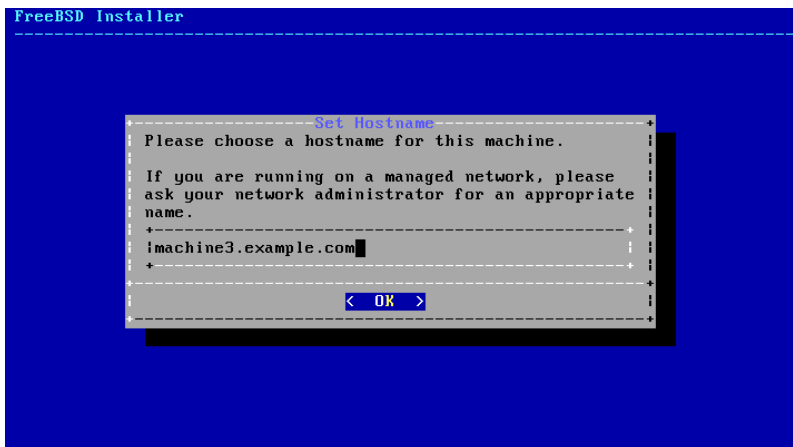 FreeBSD Installer
Set Hostname
Please choose a hostname for this machine.
If you are running on a managed network, please
ask your network administrator for an appropriate
name.
machine3.example.com
< OK >